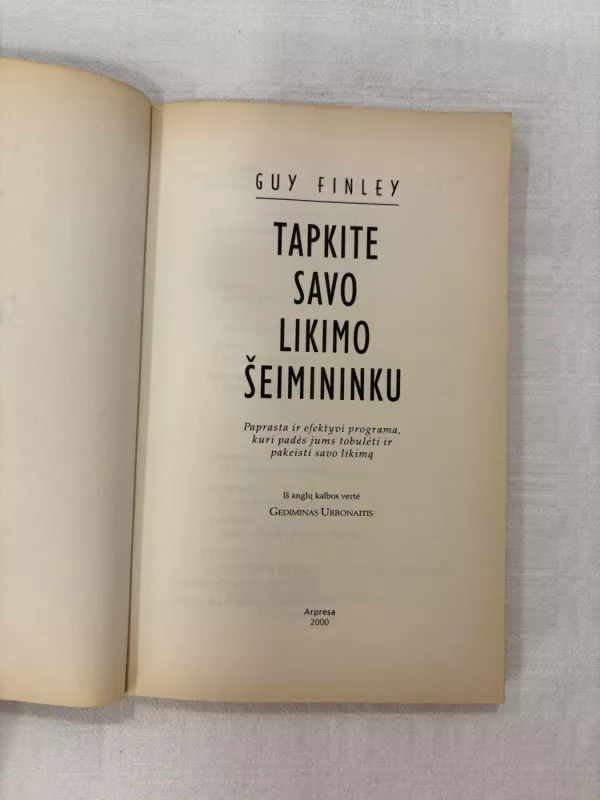 GUY FINLEY
TAPKITE
SAVO
LIKIMO
ŠEIMININKU
Paprasta ir efektyvi programa,
kuri padės jums tobulėti ir
pakeisti savo likimą
Iš anglų kalbos vertė
GEDIMINAS URBONAITIS
Arpresa
2000